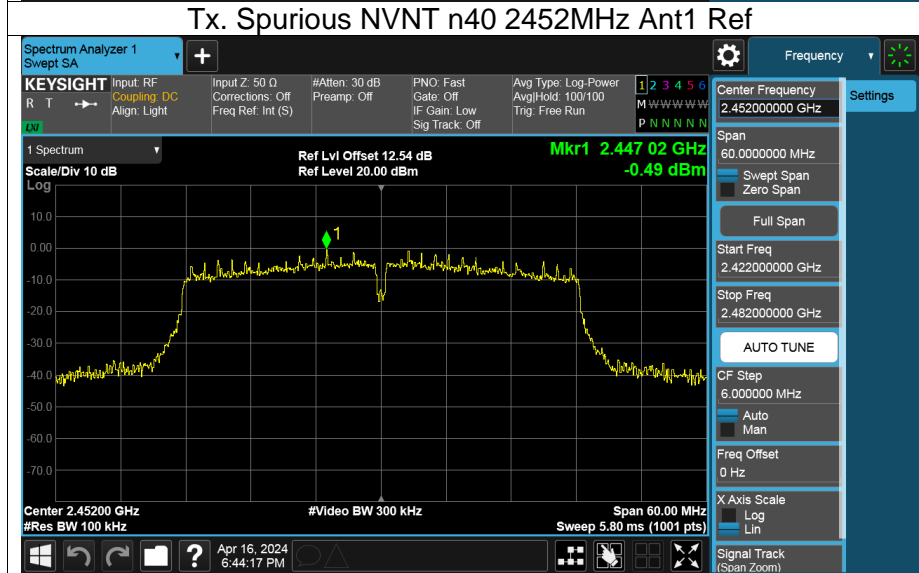 Tx. Spurious NVNT n40 2452MHz Ant1 Ref
Spectrum Analyzer 1
Swept SA
+
Frequency
KEYSIGHT
R T
LXI
Input: RF
Coupling: DC
Align: Light
Input Z: 50 Ω
Corrections: Off
Freq Ref: Int (S)
#Atten: 30 dB
Preamp: Off
PNO: Fast
Gate: Off
IF Gain: Low
Sig Track: Off
Avg Type: Log-Power
Avg|Hold: 100/100
Trig: Free Run
1 2 3 4 5 6
M W W W W W
P N N N N N
1 Spectrum
Scale/Div 10 dB
Ref Lvl Offset 12.54 dB
Ref Level 20.00 dBm
Mkr1 2.447 02 GHz
-0.49 dBm
Log
10.0
0.00
-10.0
-20.0
-30.0
-40.0
-50.0
-60.0
-70.0
1
Center 2.45200 GHz
#Res BW 100 kHz
#Video BW 300 kHz
Span 60.00 MHz
Sweep 5.80 ms (1001 pts)
Center Frequency
2.452000000 GHz
Settings
Span
60.0000000 MHz
Swept Span
Zero Span
Full Span
Start Freq
2.422000000 GHz
Stop Freq
2.482000000 GHz
AUTO TUNE
CF Step
6.000000 MHz
Auto
Man
Freq Offset
0 Hz
X Axis Scale
Log
Lin
Signal Track
(Span Zoom)
?
Apr 16, 2024
6:44:17 PM